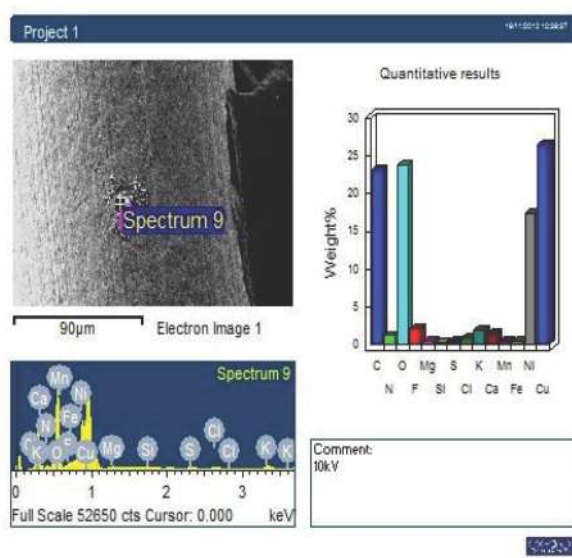 Project 1
Spectrum 9
90µm
Electron Image 1
Quantitative results
Weight%
30
25
20
15
10
5
0
C O Mg S K Mn Ni
N F Si Cl Ca Fe Cu
Spectrum 9
Mn
Ca Ni
N Fe Cl
C K O F Cu Mg Si S Cl K K
0 1 2 3
Full Scale 52650 cts Cursor: 0.000 keV
Comment:
10kV